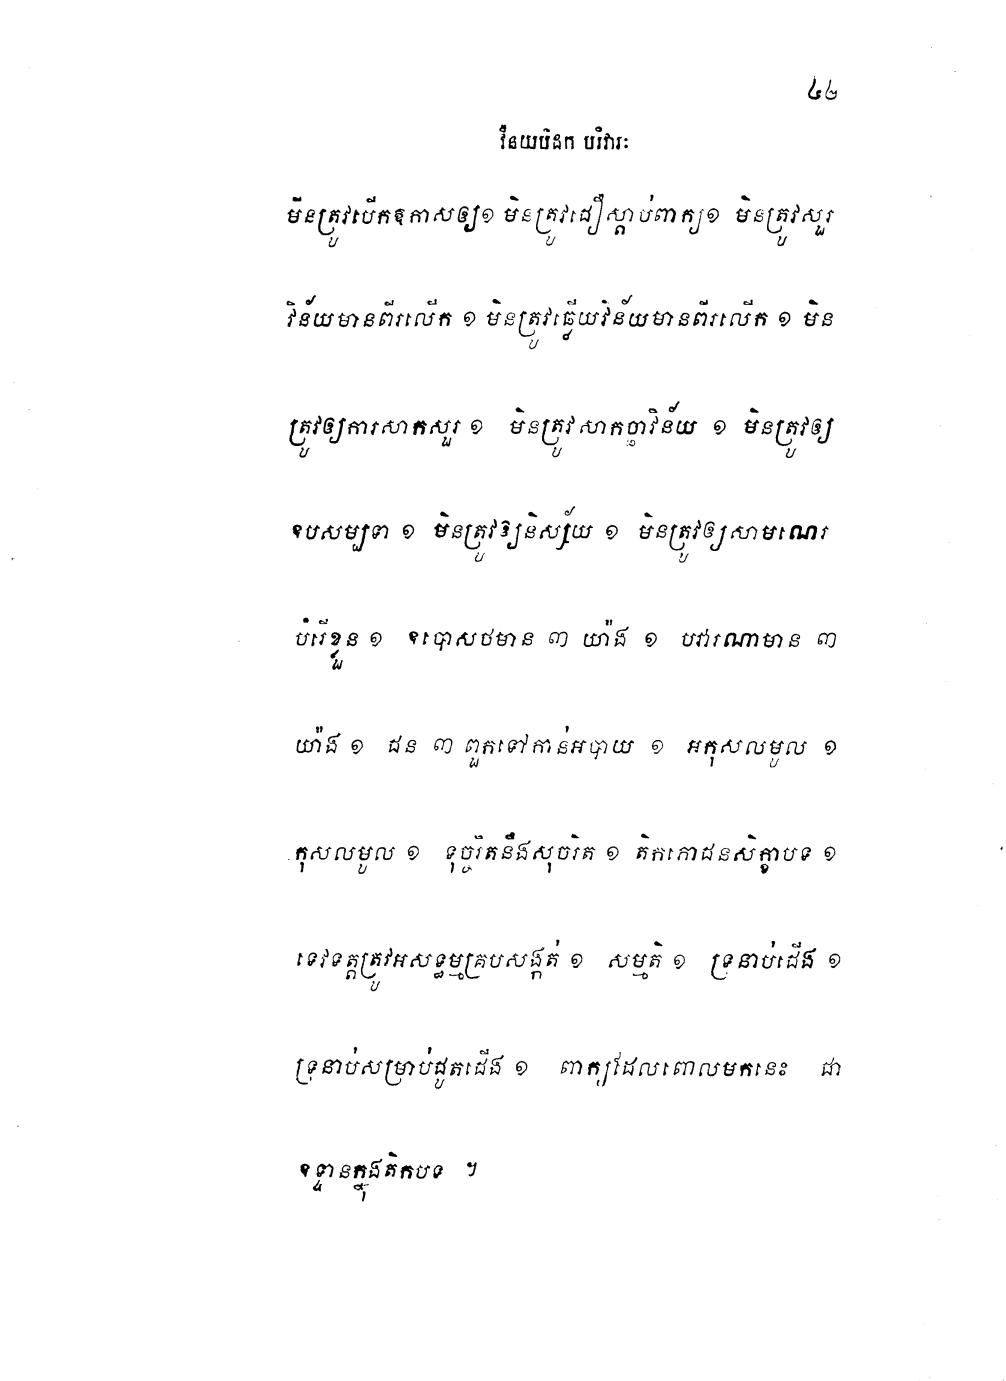 ៤២
វិនយបិដក បរិវារៈ
មិនត្រូវបើកឱកាសឲ្យ១ មិនត្រូវជឿស្តាប់ពាក្យ១ មិនត្រូវសួរ
វិន័យមានពីរលើក ១ មិនត្រូវធ្វើយវិន័យមានពីរលើក ១ មិន
ត្រូវឲ្យការសាកសួរ ១ មិនត្រូវសាកច្ឆាវិន័យ ១ មិនត្រូវឲ្យ
ឧបសម្បទា ១ មិនត្រូវឱ្យនិស្ស័យ ១ មិនត្រូវឲ្យសាមណេរ
បំរើខ្លួន ១ ឧបោសថមាន ៣ យ៉ាង ១ បវារណាមាន ៣
យ៉ាង ១ ជន ៣ ពួកទៅកាន់អបាយ ១ អកុសលមូល ១
កុសលមូល ១ ទុច្ចរិតនឹងសុចរិត ១ តិកភោជនសិក្ខាបទ ១
ទេវទត្តត្រូវអសទ្ធម្មគ្របសង្កត់ ១ សម្មតិ ១ ទ្រនាប់ជើង ១
ទ្រនាប់សម្រាប់ដុតជើង ១ ពាក្យដែលពោលមកនេះ ជា
ឧទ្ទានក្នុងតិកបទ ។